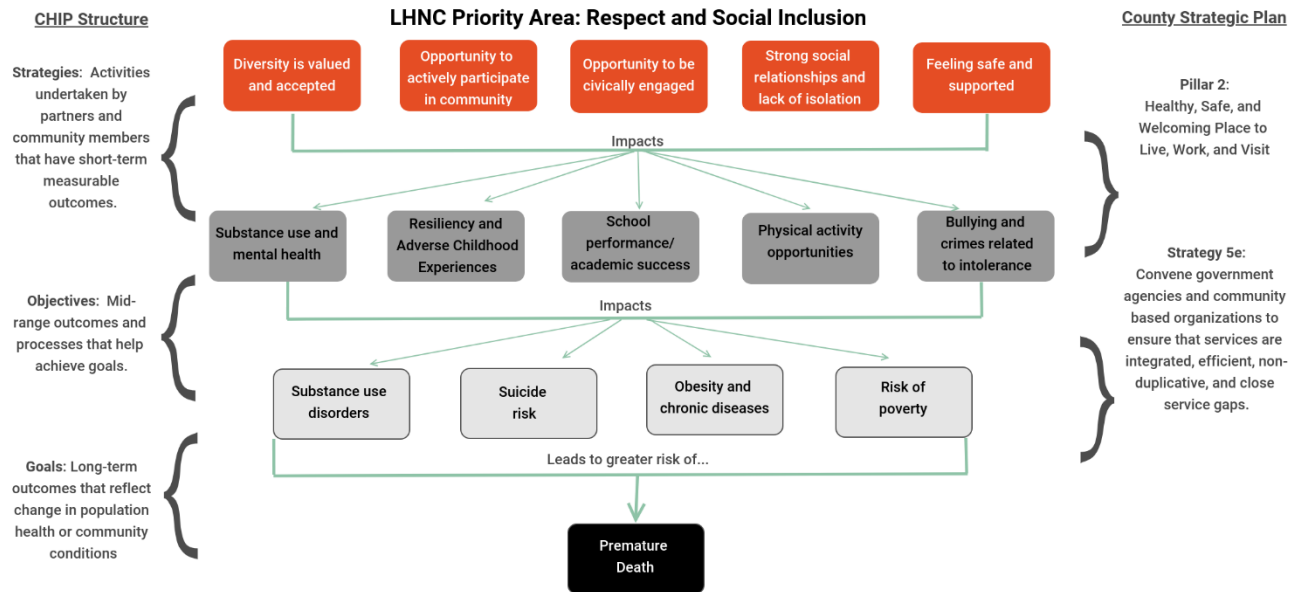 CHIP Structure
LHNC Priority Area: Respect and Social Inclusion
County Strategic Plan
Strategies: Activities
undertaken by
partners and
community members
that have short-term
measurable
outcomes.
Diversity is valued
and accepted
Opportunity to
actively participate
in community
Opportunity to be
civically engaged
Strong social
relationships and
lack of isolation
Feeling safe and
supported
Pillar 2:
Healthy, Safe, and
Welcoming Place to
Live, Work, and Visit
Impacts
Substance use and
mental health
Resiliency and
Adverse Childhood
Experiences
School
performance/
academic success
Physical activity
opportunities
Bullying and
crimes related
to intolerance
Objectives: Mid-
range outcomes and
processes that help
achieve goals.
Impacts
Strategy 5e:
Convene government
agencies and community
based organizations to
ensure that services are
integrated, efficient, non-
duplicative, and close
service gaps.
Substance use
disorders
Suicide
risk
Obesity and
chronic diseases
Risk of
poverty
Goals: Long-term
outcomes that reflect
change in population
health or community
conditions
Leads to greater risk of...
Premature
Death